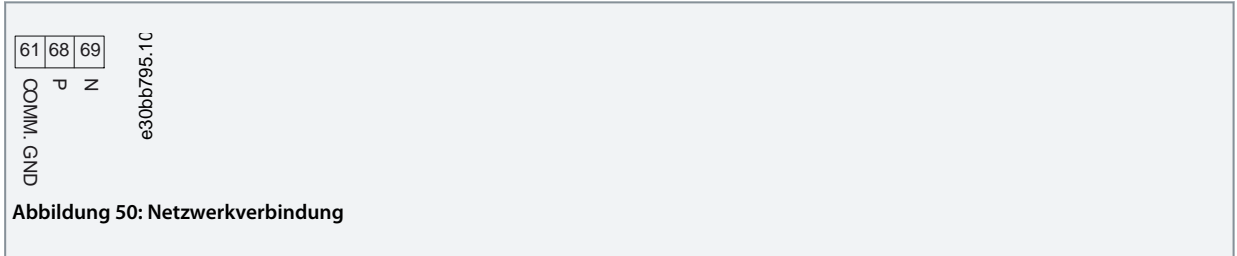 61 68 69
COMM. GND
P
N
e30bb795.10
Abbildung 50: Netzwerkverbindung